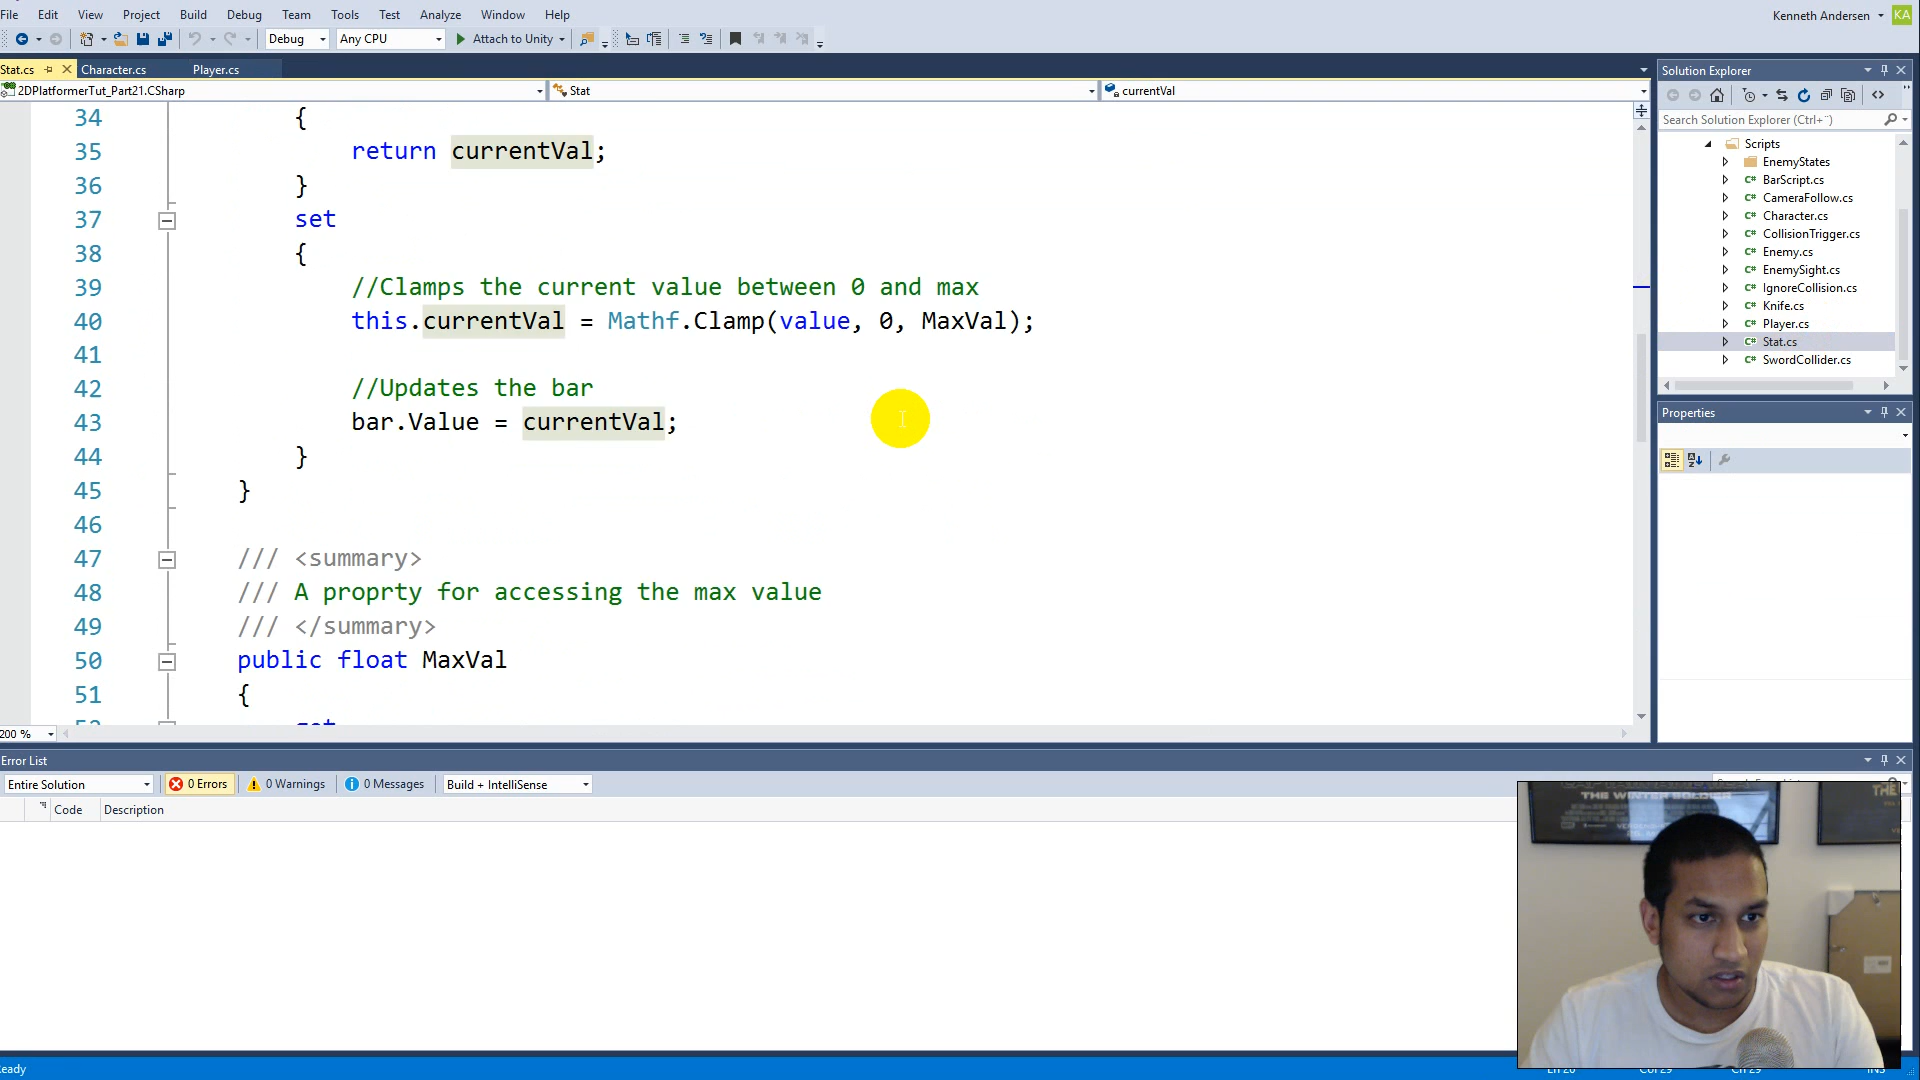 File Edit View Project Build Debug Team Tools Test Analyze Window Help
Kenneth Andersen KA
Debug Any CPU Attach to Unity
Stat.cs Character.cs Player.cs
2DPlatformerTut_Part21.CSharp Stat currentVal
34 {
35 return currentVal;
36 }
37 set
38 {
39 //Clamps the current value between 0 and max
40 this.currentVal = Mathf.Clamp(value, 0, MaxVal);
41
42 //Updates the bar
43 bar.Value = currentVal;
44 }
45 }
46
47 /// <summary>
48 /// A proprty for accessing the max value
49 /// </summary>
50 public float MaxVal
51 {
52 get
200 %
Solution Explorer
Search Solution Explorer (Ctrl+¨)
Scripts
EnemyStates
C# BarScript.cs
C# CameraFollow.cs
C# Character.cs
C# CollisionTrigger.cs
C# Enemy.cs
C# EnemySight.cs
C# IgnoreCollision.cs
C# Knife.cs
C# Player.cs
C# Stat.cs
C# SwordCollider.cs
Properties
Error List
Entire Solution 0 Errors 0 Warnings 0 Messages Build + IntelliSense
Code Description
THE WINTER SOLDIER
THE
eady